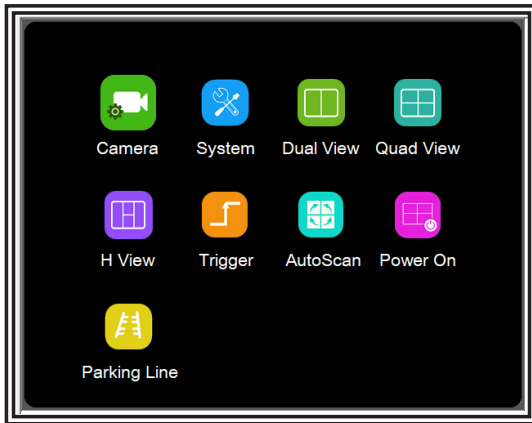 Camera System Dual View Quad View
H View Trigger AutoScan Power On
Parking Line